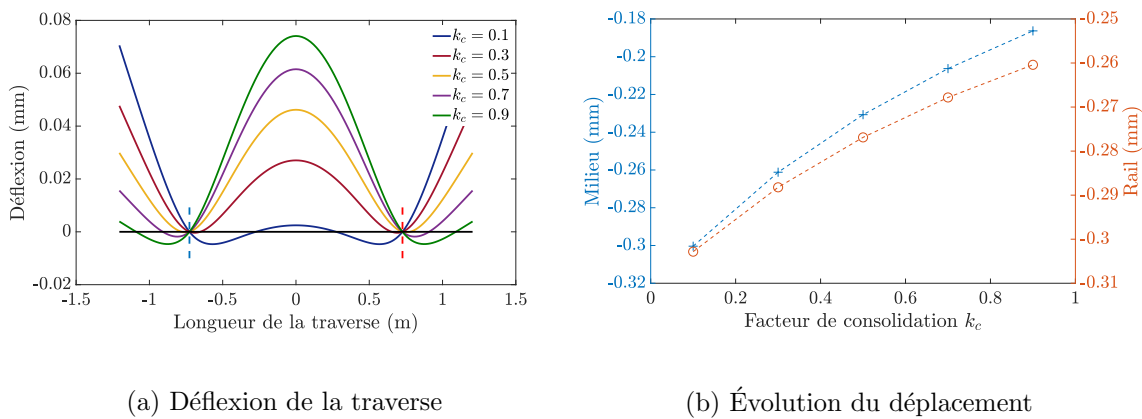 0.08
0.06
0.04
0.02
0
-0.02
-1.5
-1
-0.5
0
0.5
1
1.5
Déflexion (mm)
Longueur de la traverse (m)
k_c = 0.1
k_c = 0.3
k_c = 0.5
k_c = 0.7
k_c = 0.9
(a) Déflexion de la traverse
-0.18
-0.2
-0.22
-0.24
-0.26
-0.28
-0.3
-0.32
Milieu (mm)
0
0.2
0.4
0.6
0.8
1
Facteur de consolidation k_c
-0.25
-0.26
-0.27
-0.28
-0.29
-0.3
-0.31
Rail (mm)
(b) Évolution du déplacement